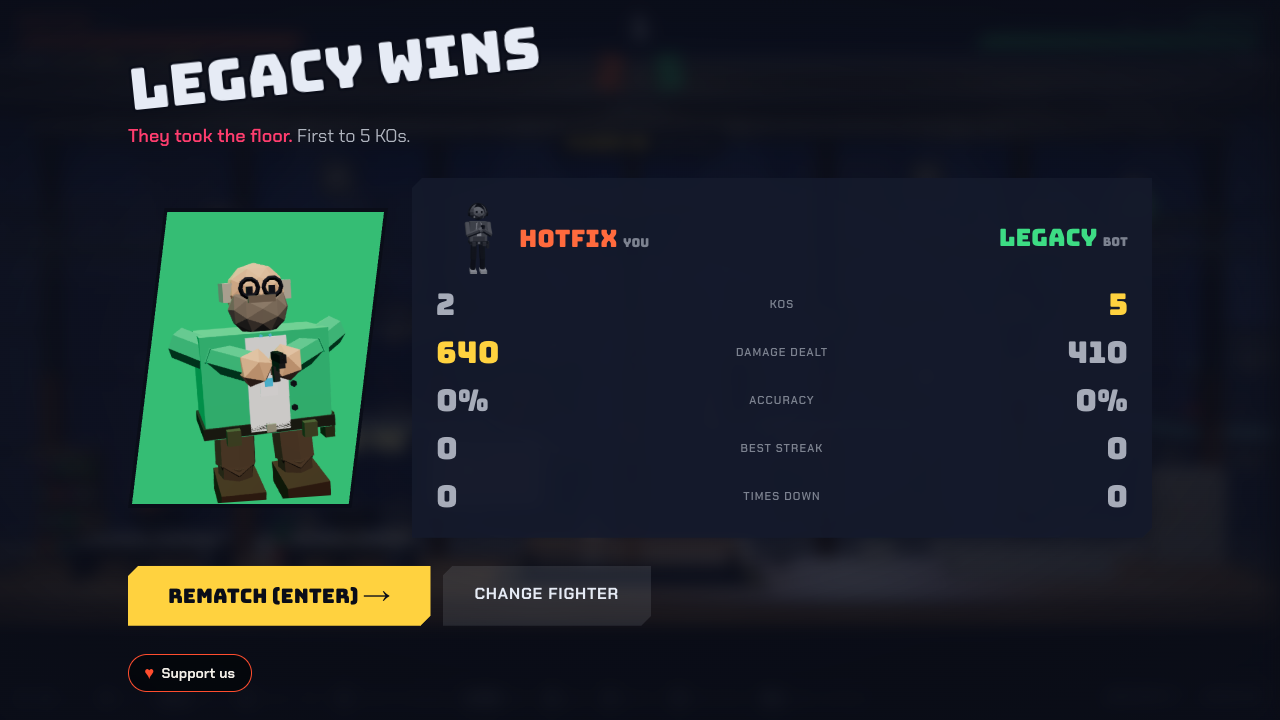 LEGACY WINS
They took the floor. First to 5 KOs.
HOTFIX YOU
LEGACY BOT
2 KOS 5
640 DAMAGE DEALT 410
0% ACCURACY 0%
0 BEST STREAK 0
0 TIMES DOWN 0
REMATCH (ENTER) →
CHANGE FIGHTER
♥ Support us